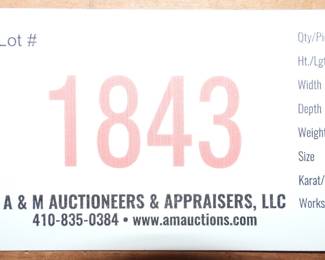 Lot #
1843
A & M AUCTIONEERS & APPRAISERS, LLC
410-835-0384 • www.amauctions.com
Qty/Pi
Ht./Lgt
Width
Depth
Weight
Size
Karat/
Works